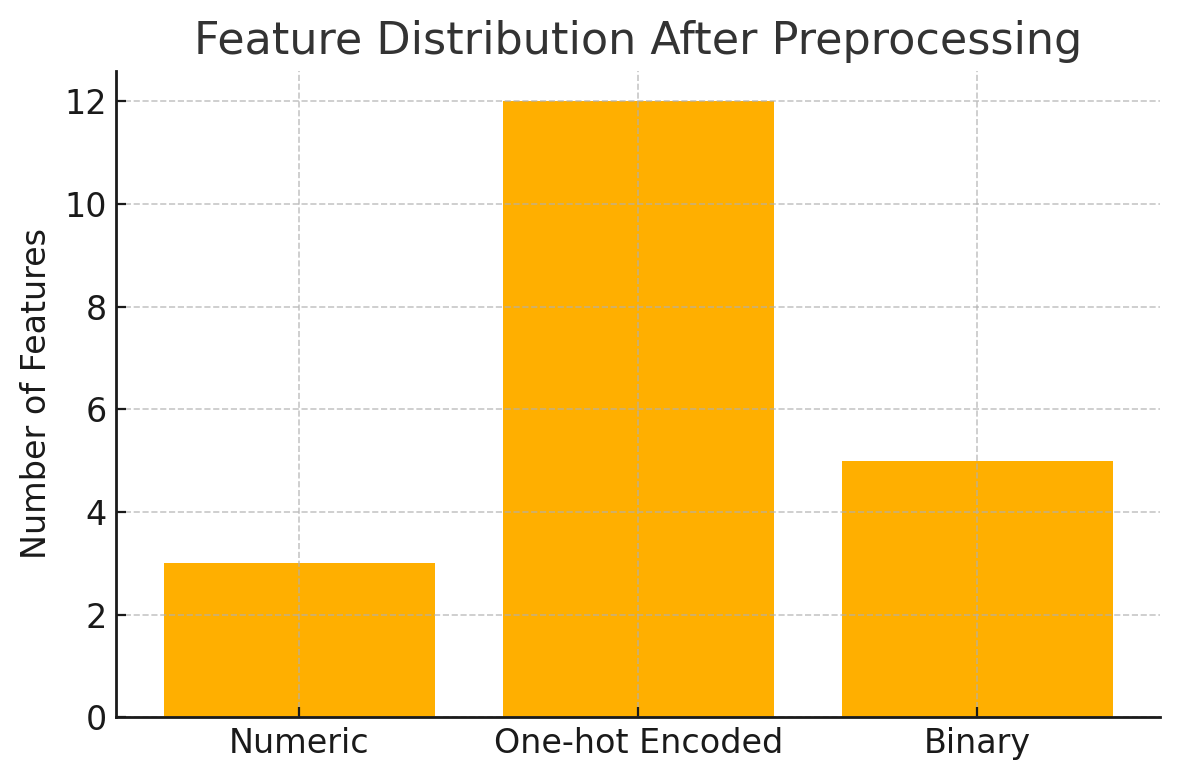 Feature Distribution After Preprocessing
Number of Features
12
10
8
6
4
2
0
Numeric
One-hot Encoded
Binary